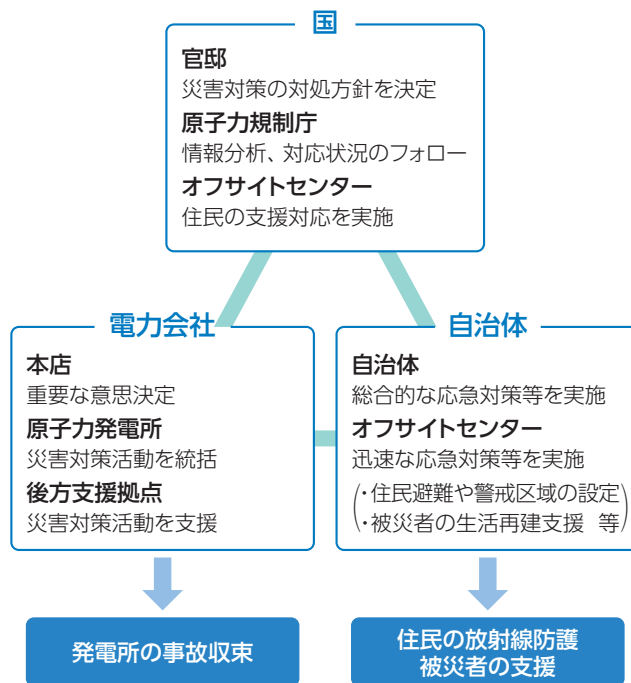 国
官邸
災害対策の対処方針を決定
原子力規制庁
情報分析、対応状況のフォロー
オフサイトセンター
住民の支援対応を実施
電力会社
本店
重要な意思決定
原子力発電所
災害対策活動を統括
後方支援拠点
災害対策活動を支援
自治体
自治体
総合的な応急対策等を実施
オフサイトセンター
迅速な応急対策等を実施
(・住民避難や警戒区域の設定
・被災者の生活再建支援 等)
発電所の事故収束
住民の放射線防護
被災者の支援